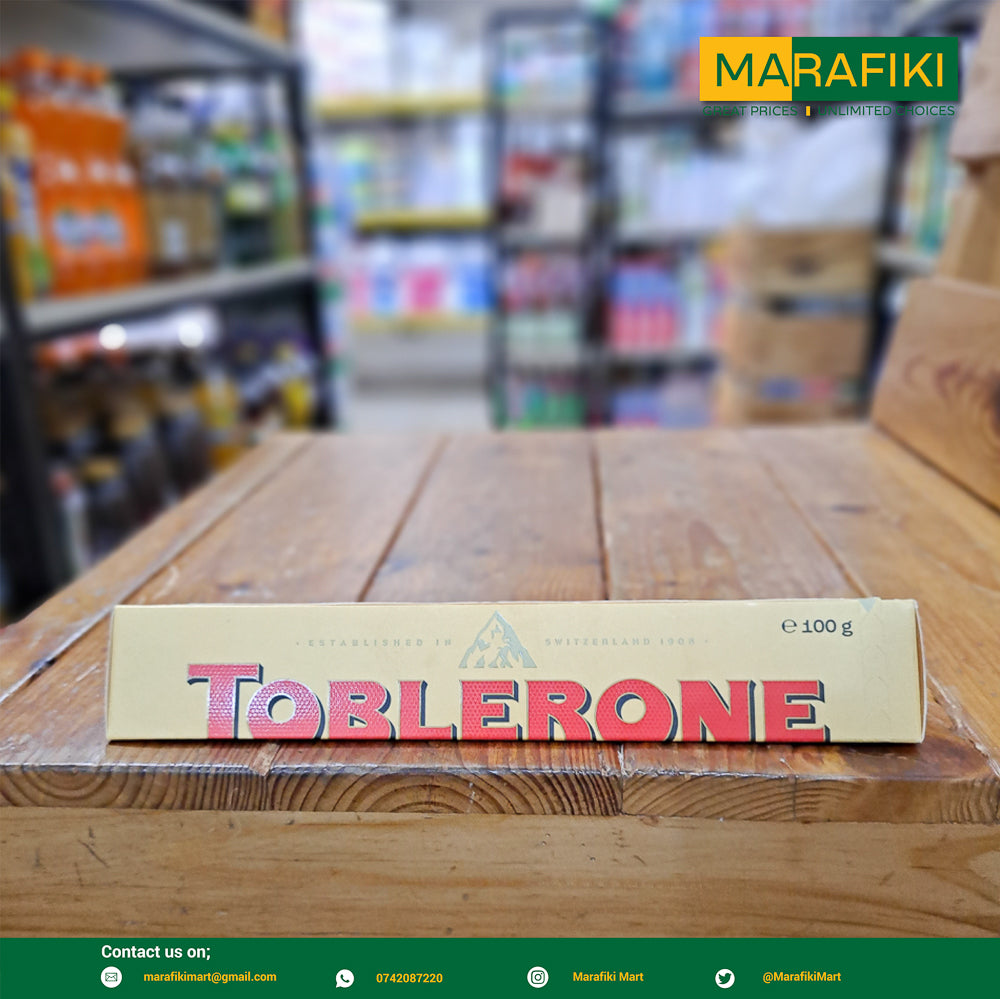 MARAFIKI
GREAT PRICES UNLIMITED CHOICES
• ESTABLISHED IN SWITZERLAND 1908 •
℮ 100 g
TOBLERONE
Contact us on;
marafikimart@gmail.com 0742087220 Marafiki Mart @MarafikiMart